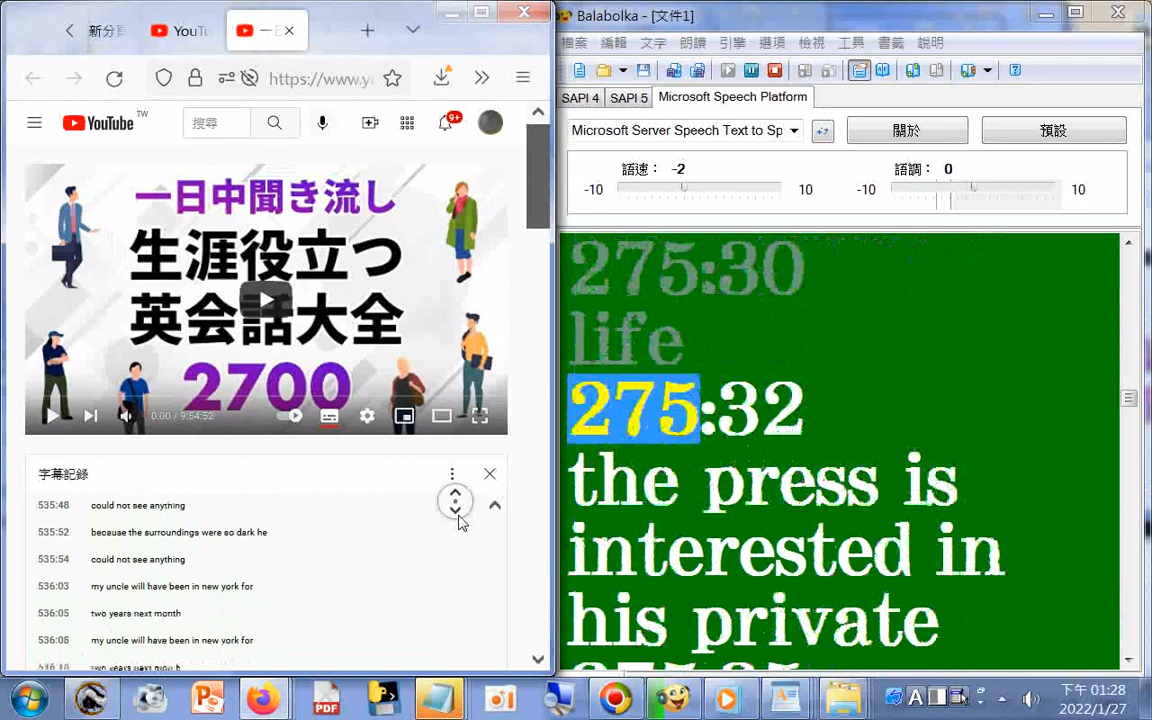 新分
YouTu
一 E
https://www.y
YouTube
TW
搜尋
9+
一日中聞き流し
生涯役立つ
英会話大全
2700
0:00 / 9:54:52
字幕記錄
535:48 could not see anything
535:52 because the surroundings were so dark he
535:54 could not see anything
536:03 my uncle will have been in new york for
536:05 two years next month
536:08 my uncle will have been in new york for
Balabolka - [文件1]
檔案 編輯 文字 朗讀 引擎 選項 檢視 工具 書籤 說明
SAPI 4 SAPI 5 Microsoft Speech Platform
Microsoft Server Speech Text to Sp
關於 預設
語速： -2 語調： 0
-10 10 -10 10
275:30
life
275:32
the press is
interested in
his private
PDF
A
下午 01:28
2022/1/27